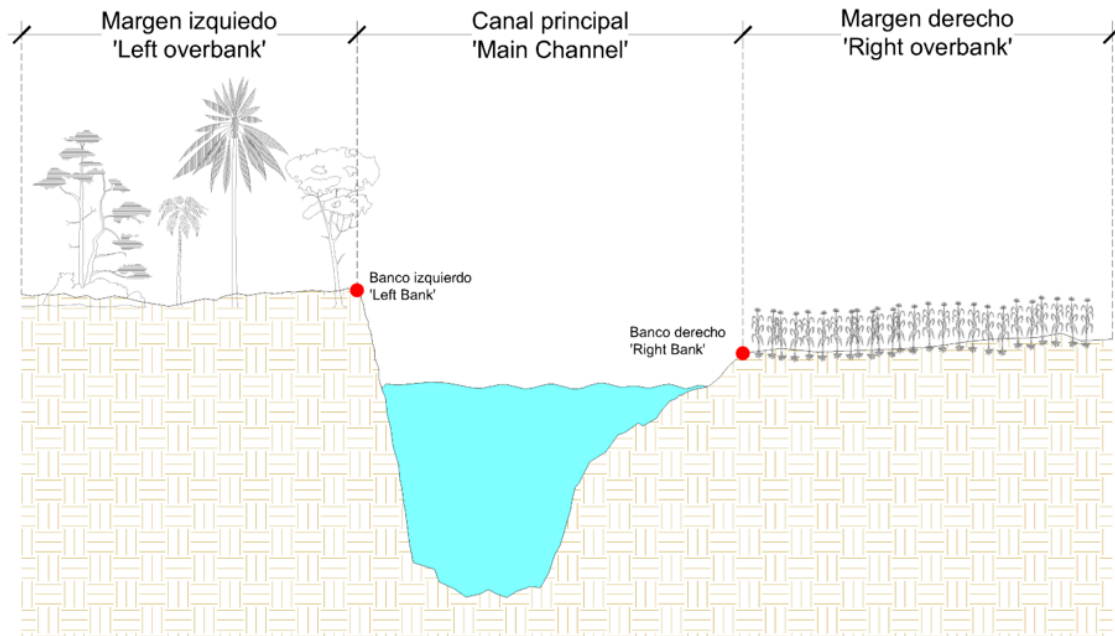 Margen izquiedo
'Left overbank'
Canal principal
'Main Channel'
Margen derecho
'Right overbank'
Banco izquierdo
'Left Bank'
Banco derecho
'Right Bank'